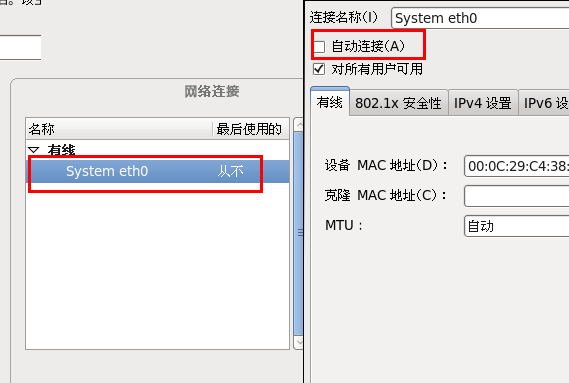 网络连接
名称 最后使用的
有线
System eth0 从不
连接名称(I) System eth0
自动连接(A)
对所有用户可用
有线 802.1x 安全性 IPv4 设置 IPv6 设
设备 MAC 地址(D)： 00:0C:29:C4:38:
克隆 MAC 地址(C)：
MTU： 自动